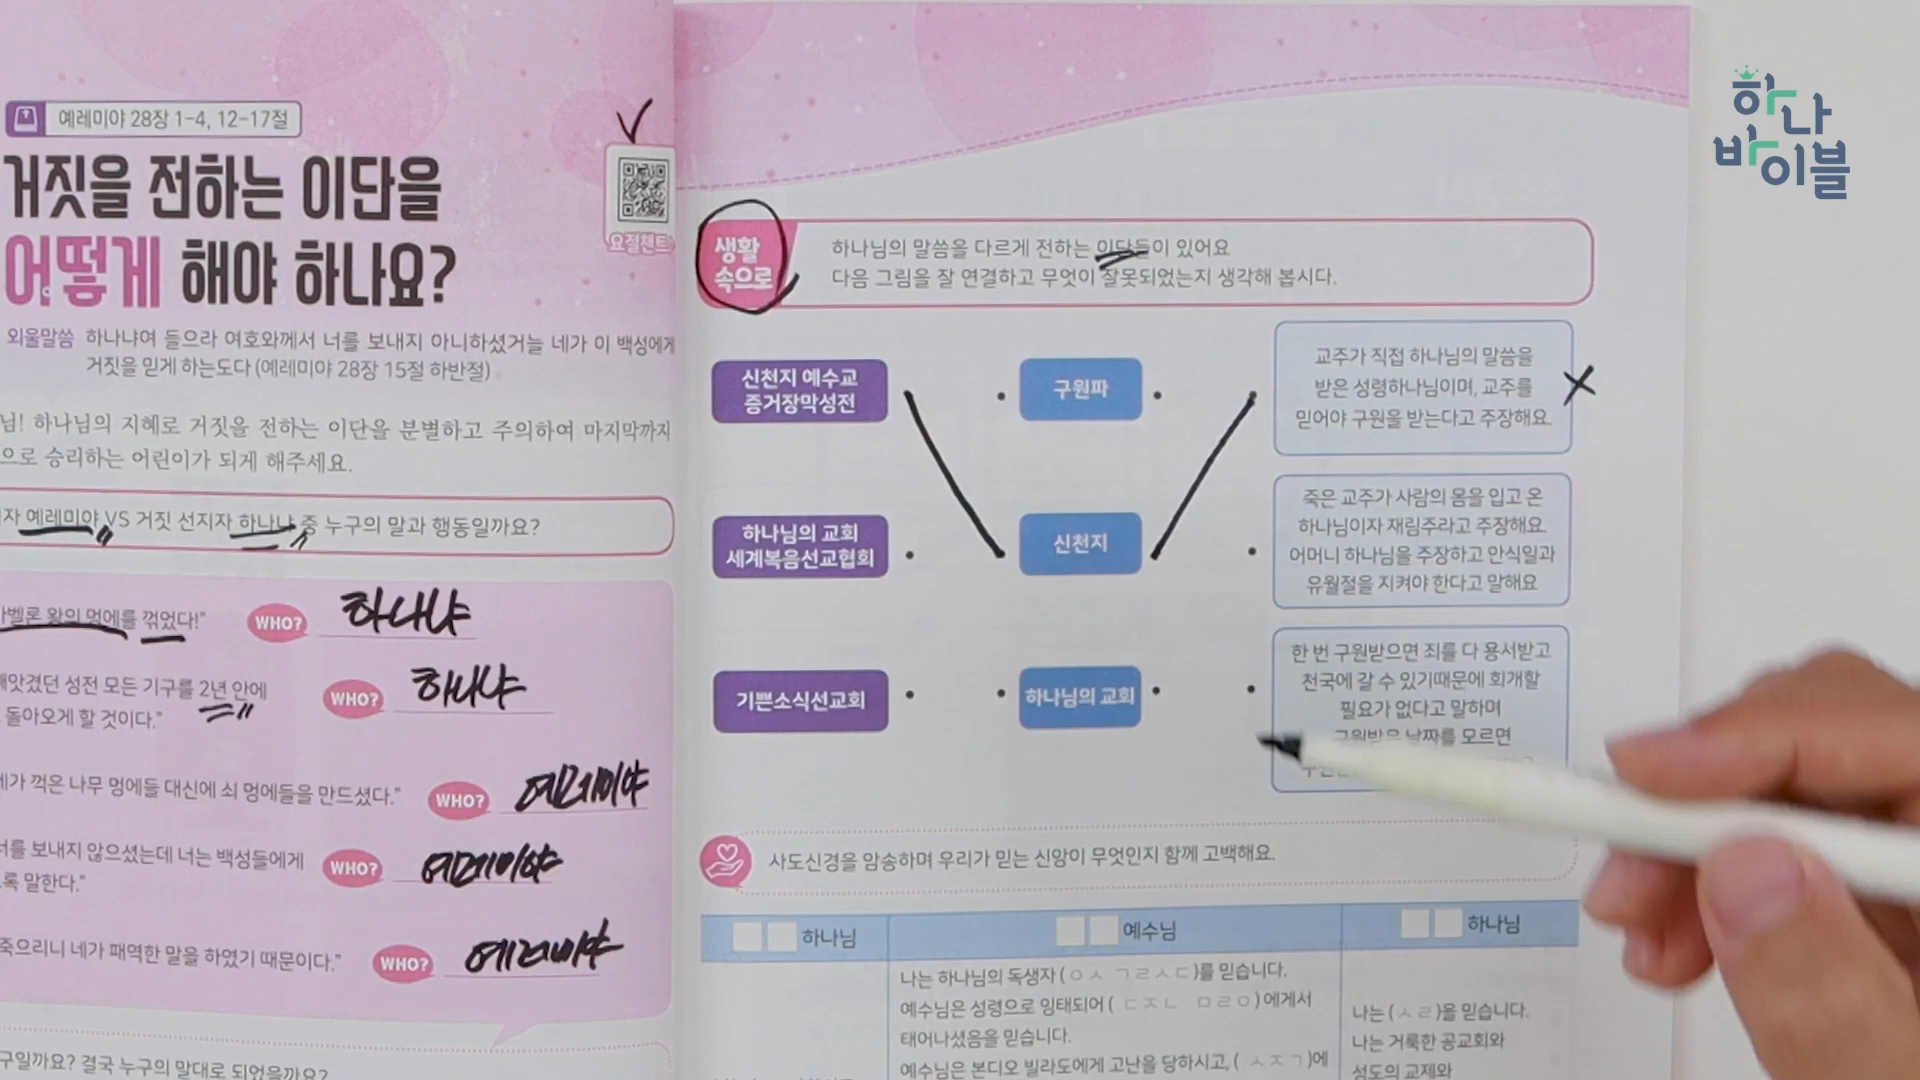 하나
바이블
예레미야 28장 1-4, 12-17절
거짓을 전하는 이단을
어떻게 해야 하나요?
요절챈트
외울말씀 하나냐여 들으라 여호와께서 너를 보내지 아니하셨거늘 네가 이 백성에게
거짓을 믿게 하는도다 (예레미야 28장 15절 하반절)
님! 하나님의 지혜로 거짓을 전하는 이단을 분별하고 주의하여 마지막까지
으로 승리하는 어린이가 되게 해주세요.
자 예레미야 VS 거짓 선지자 하나냐 중 누구의 말과 행동일까요?
바벨론 왕의 멍에를 꺾었다!" WHO? 하나냐
빼앗겼던 성전 모든 기구를 2년 안에
돌아오게 할 것이다." WHO? 하나냐
네가 꺽은 나무 멍에들 대신에 쇠 멍에들을 만드셨다." WHO? 예레미야
너를 보내지 않으셨는데 너는 백성들에게
록 말한다." WHO? 예레미야
죽으리니 네가 패역한 말을 하였기 때문이다." WHO? 예레미야
구일까요? 결국 누구의 말대로 되었을까요?
생활
속으로
하나님의 말씀을 다르게 전하는 이단들이 있어요
다음 그림을 잘 연결하고 무엇이 잘못되었는지 생각해 봅시다.
신천지 예수교
증거장막성전
구원파
교주가 직접 하나님의 말씀을
받은 성령하나님이며, 교주를
믿어야 구원을 받는다고 주장해요.
하나님의 교회
세계복음선교협회
신천지
죽은 교주가 사람의 몸을 입고 온
하나님이자 재림주라고 주장해요.
어머니 하나님을 주장하고 안식일과
유월절을 지켜야 한다고 말해요
기쁜소식선교회
하나님의 교회
한 번 구원받으면 죄를 다 용서받고
천국에 갈 수 있기때문에 회개할
필요가 없다고 말하며
구원받은 날짜를 모르면
사도신경을 암송하며 우리가 믿는 신앙이 무엇인지 함께 고백해요.
하나님
예수님
하나님
나는 하나님의 독생자 (ㅇㅅ ㄱㄹㅅㄷ)를 믿습니다.
예수님은 성령으로 잉태되어 ( ㄷㅈㄴ ㅁㄹㅇ) 에게서
태어나셨음을 믿습니다.
예수님은 본디오 빌라도에게 고난을 당하시고, ( ㅅㅈㄱ)에
나는 (ㅅㄹ)을 믿습니다.
나는 거룩한 공교회와
성도의 교제와